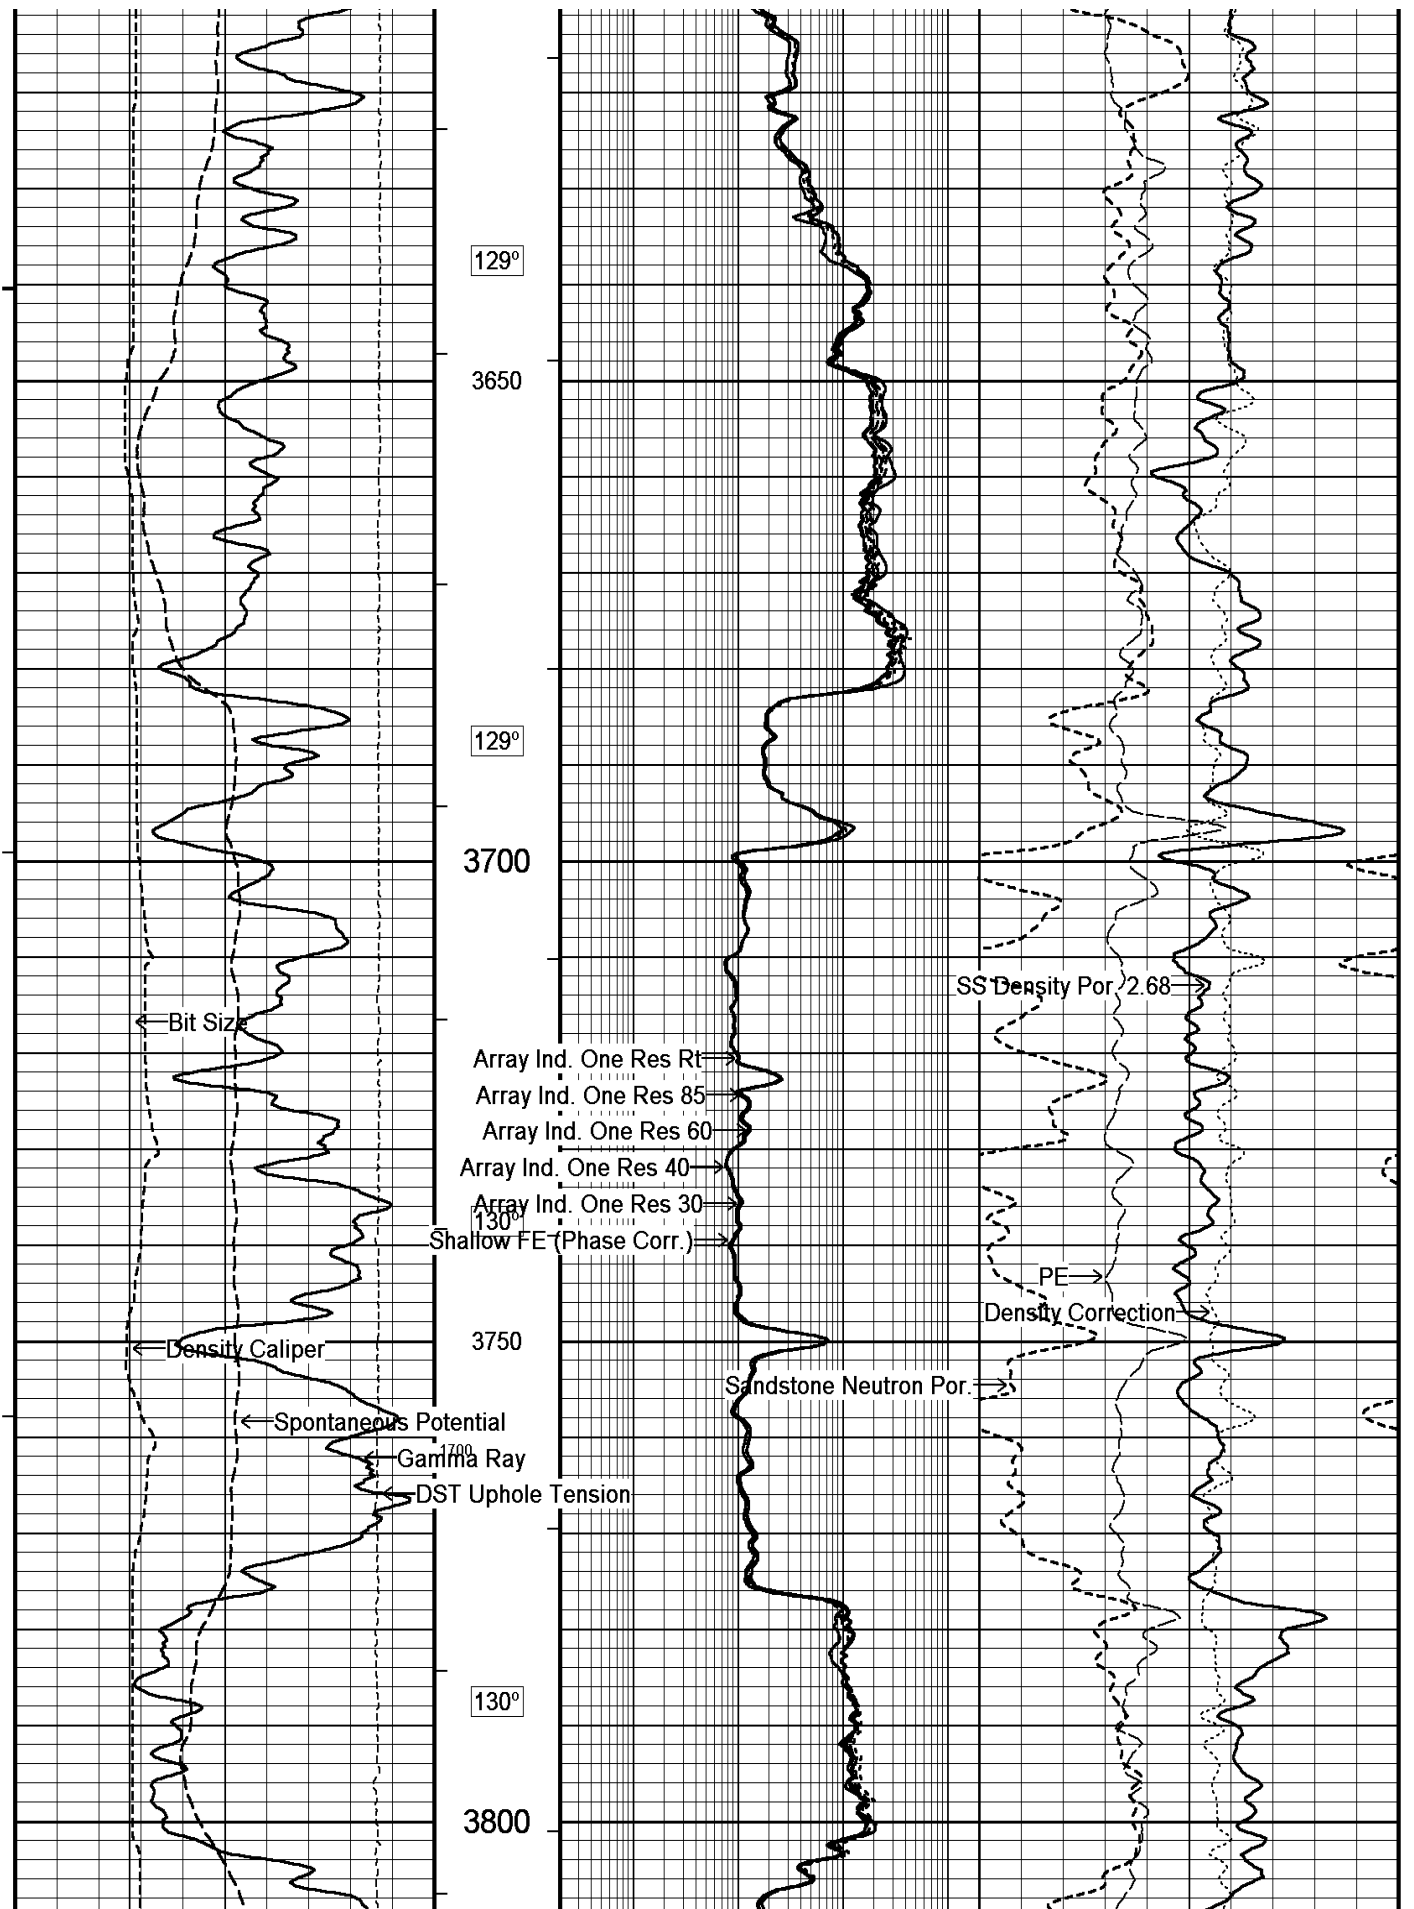 129°
3650
129°
3700
SS Density Por. 2.68
Bit Size
Array Ind. One Res Rt
Array Ind. One Res 85
Array Ind. One Res 60
Array Ind. One Res 40
Array Ind. One Res 30
130°
Shallow FE (Phase Corr.)
PE
Density Correction
3750
Density Caliper
Sandstone Neutron Por.
Spontaneous Potential
1700
Gamma Ray
DST Uphole Tension
130°
3800